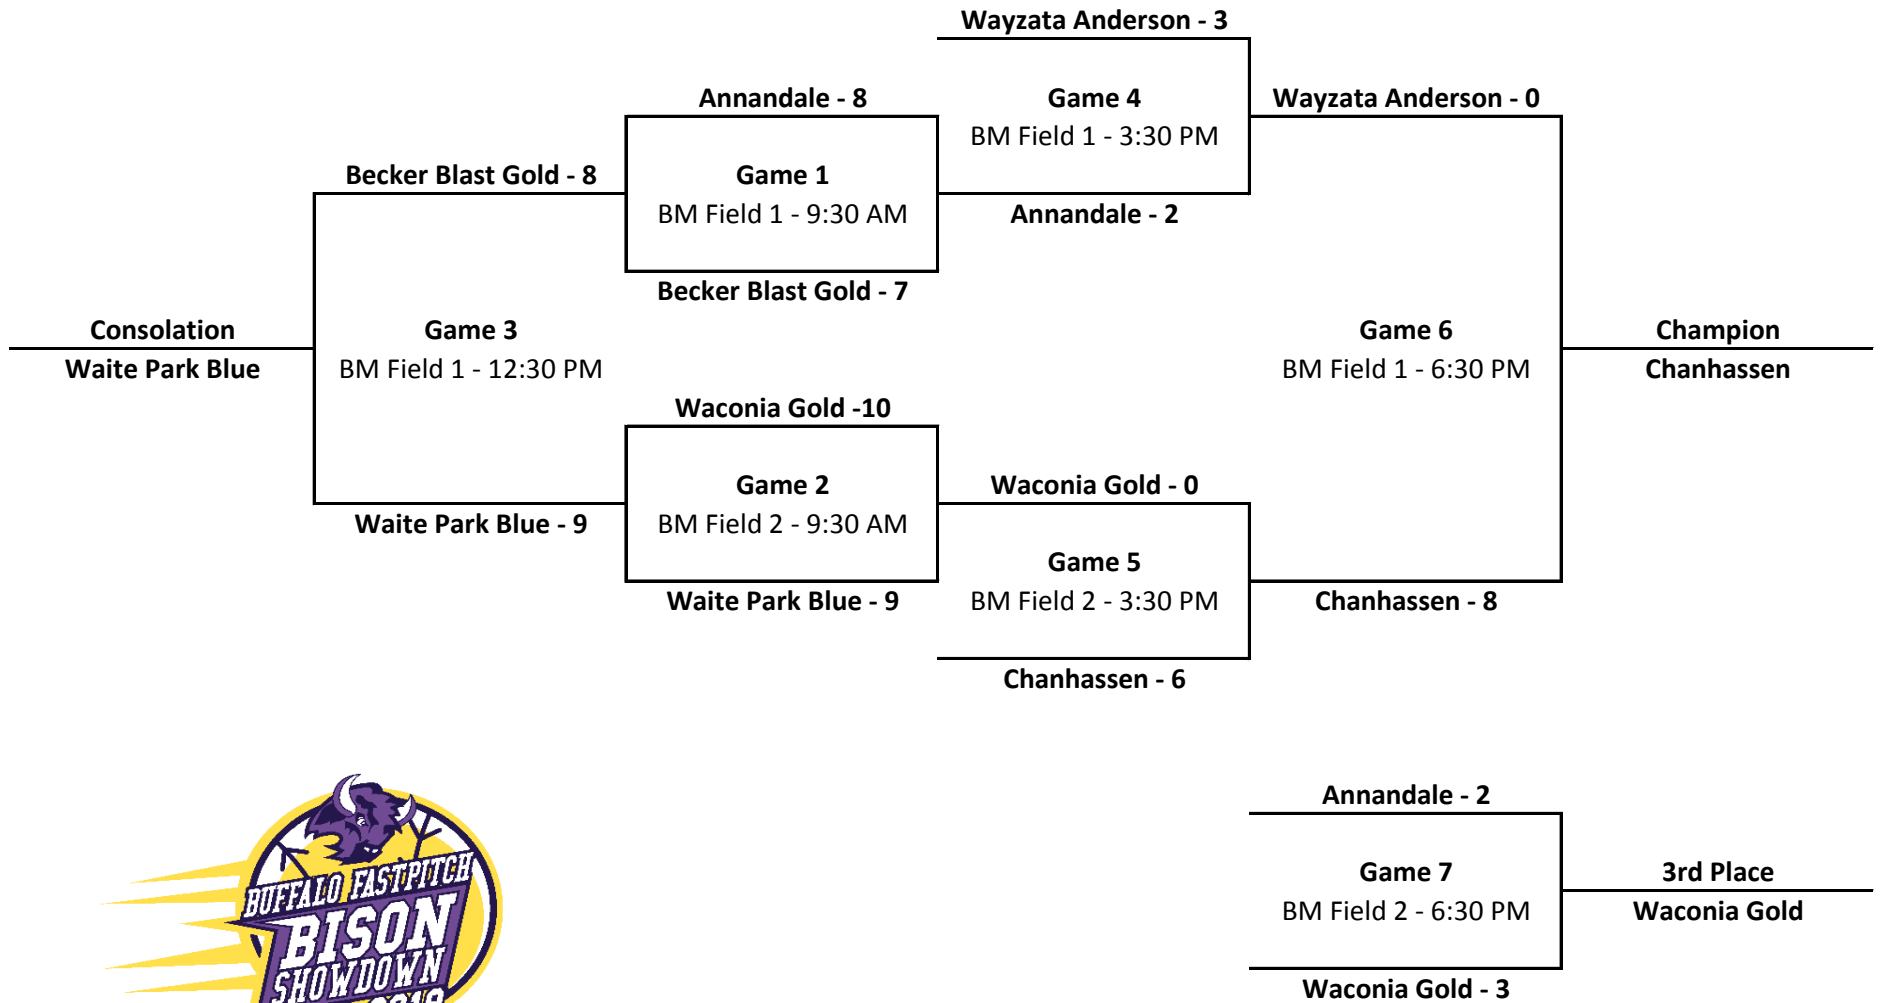 Wayzata Anderson - 3
Annandale - 8
Game 4
Wayzata Anderson - 0
BM Field 1 - 3:30 PM
Becker Blast Gold - 8
Game 1
BM Field 1 - 9:30 AM
Annandale - 2
Becker Blast Gold - 7
Consolation
Game 3
Game 6
Champion
Waite Park Blue
BM Field 1 - 12:30 PM
BM Field 1 - 6:30 PM
Chanhassen
Waconia Gold -10
Game 2
Waconia Gold - 0
Waite Park Blue - 9
BM Field 2 - 9:30 AM
Game 5
Waite Park Blue - 9
BM Field 2 - 3:30 PM
Chanhassen - 8
Chanhassen - 6
Annandale - 2
Game 7
3rd Place
BM Field 2 - 6:30 PM
Waconia Gold
Waconia Gold - 3
BUFFALO FASTPITCH
BISON
SHOWDOWN